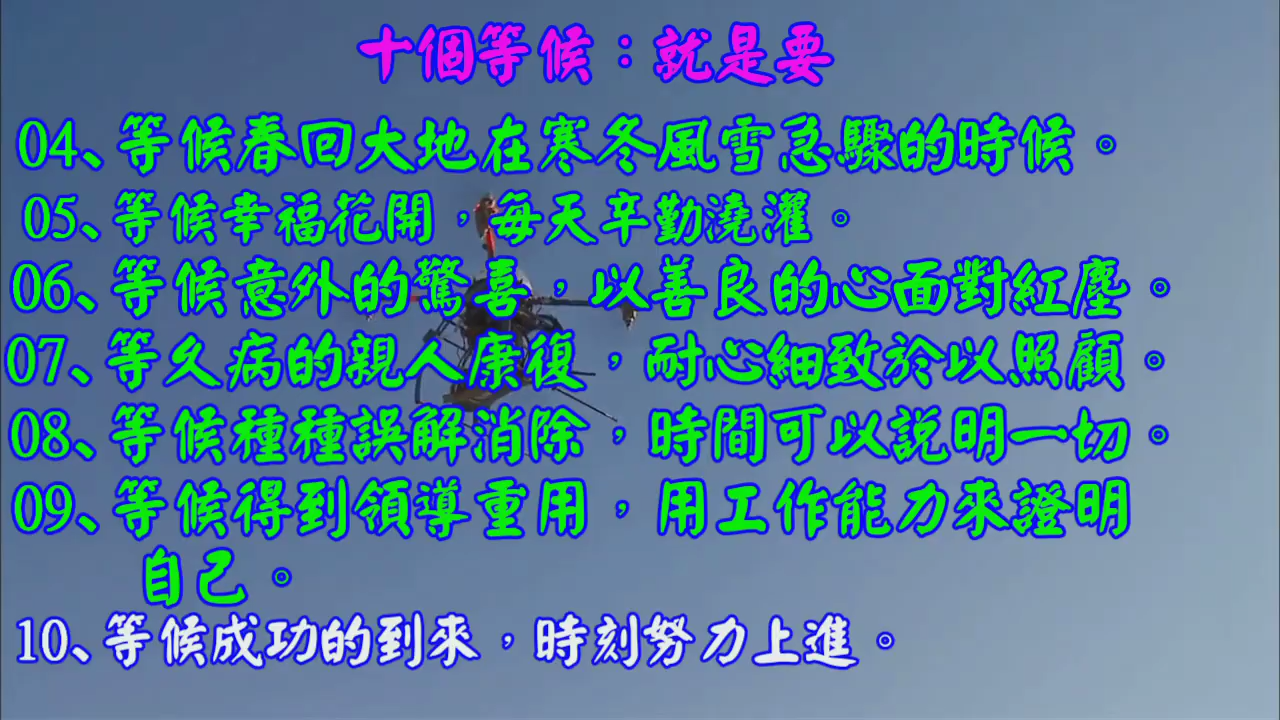 十個等候：就是要
04、等候春回大地在寒冬風雪急驟的時候。
05、等候幸福花開，每天辛勤澆灌。
06、等候意外的驚喜，以善良的心面對紅塵。
07、等久病的親人康復，耐心細致於以照顧。
08、等候種種誤解消除，時間可以說明一切。
09、等候得到領導重用，用工作能力來證明
自己。
10、等候成功的到來，時刻努力上進。